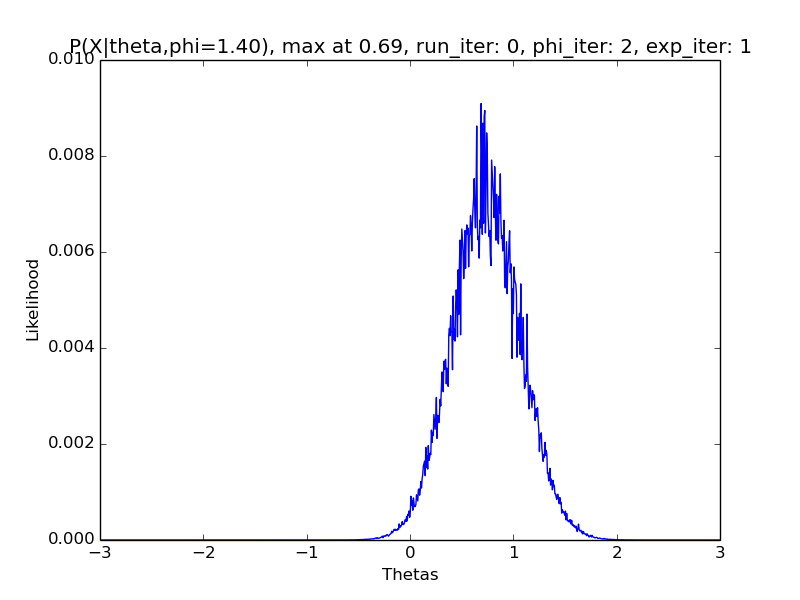 P(X|theta,phi=1.40), max at 0.69, run_iter: 0, phi_iter: 2, exp_iter: 1
0.010
0.008
0.006
0.004
0.002
0.000
Likelihood
−3 −2 −1 0 1 2 3
Thetas